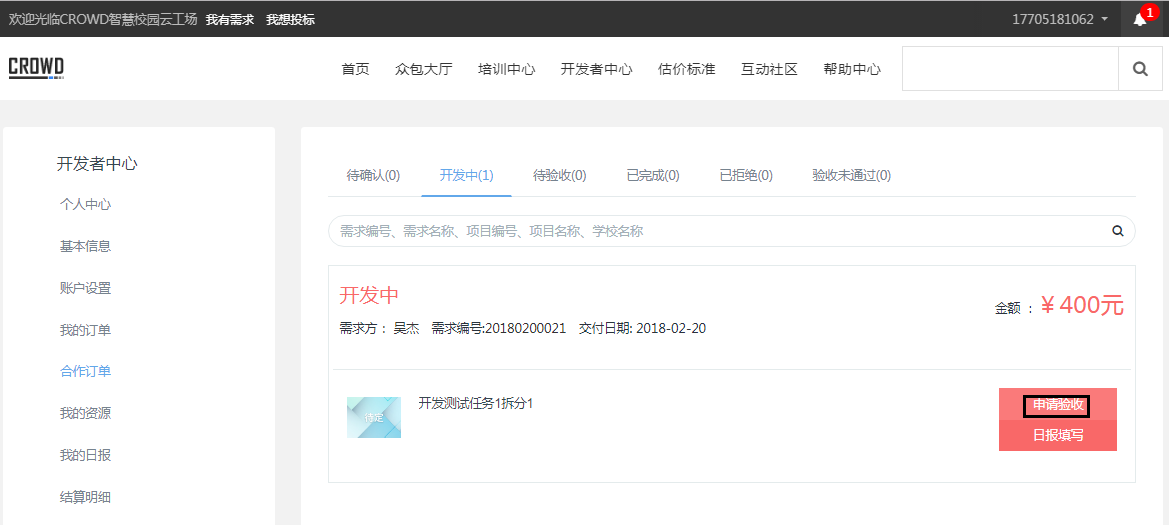 欢迎光临CROWD智慧校园云工场 我有需求 我想投标 17705181062 1
CROWD 首页 众包大厅 培训中心 开发者中心 估价标准 互动社区 帮助中心
开发者中心
个人中心
基本信息
账户设置
我的订单
合作订单
我的资源
我的日报
结算明细
待确认(0) 开发中(1) 待验收(0) 已完成(0) 已拒绝(0) 验收未通过(0)
需求编号、需求名称、项目编号、项目名称、学校名称
开发中
金额 : ¥ 400元
需求方： 吴杰 需求编号:20180200021 交付日期: 2018-02-20
待定
开发测试任务1拆分1
申请验收
日报填写